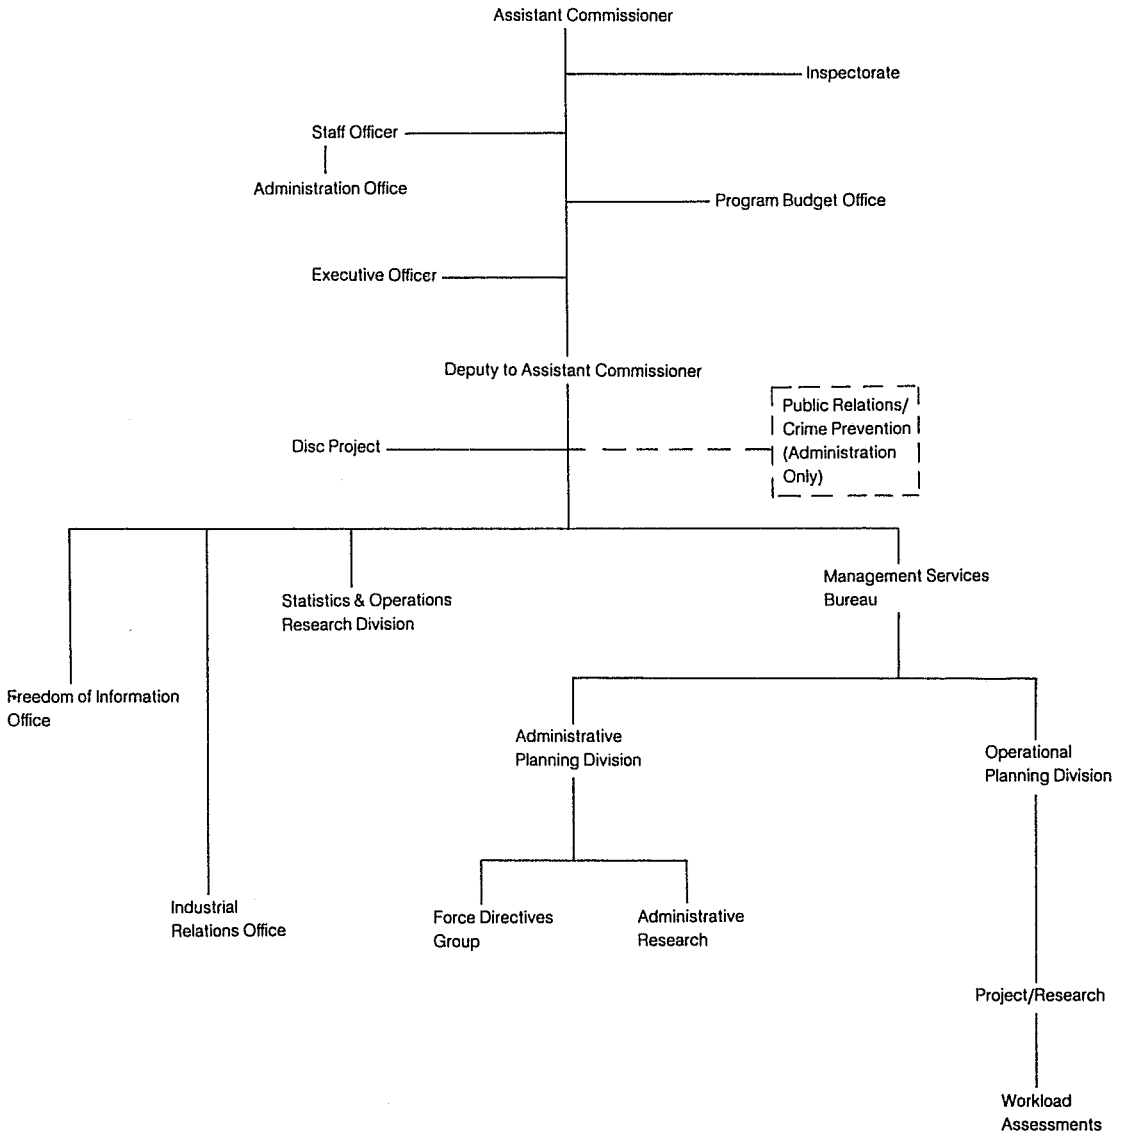 Assistant Commissioner
Inspectorate
Staff Officer
Administration Office
Program Budget Office
Executive Officer
Deputy to Assistant Commissioner
Public Relations/
Crime Prevention
(Administration
Only)
Disc Project
Management Services
Bureau
Statistics & Operations
Research Division
Freedom of Information
Office
Administrative
Planning Division
Operational
Planning Division
Industrial
Relations Office
Force Directives
Group
Administrative
Research
Project/Research
Workload
Assessments